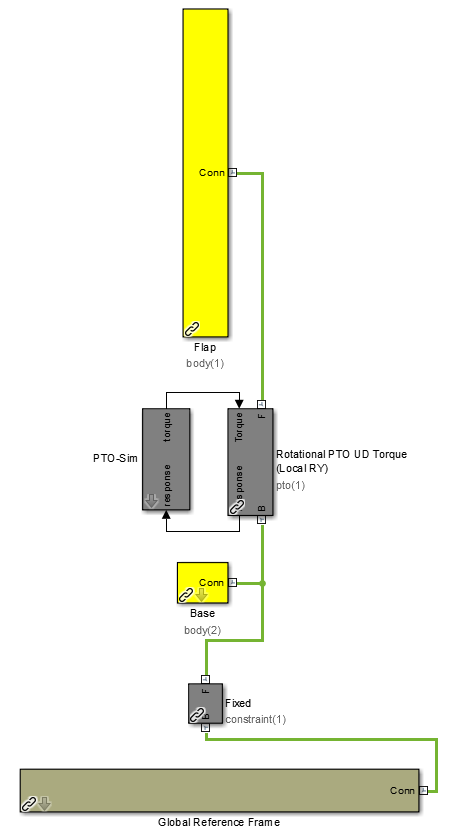 Conn
Flap
body(1)
torque
Torque
F
PTO-Sim
Rotational PTO UD Torque
(Local RY)
pto(1)
response
sponse
B
Conn
Base
body(2)
F
Fixed
B
constraint(1)
Conn
Global Reference Frame